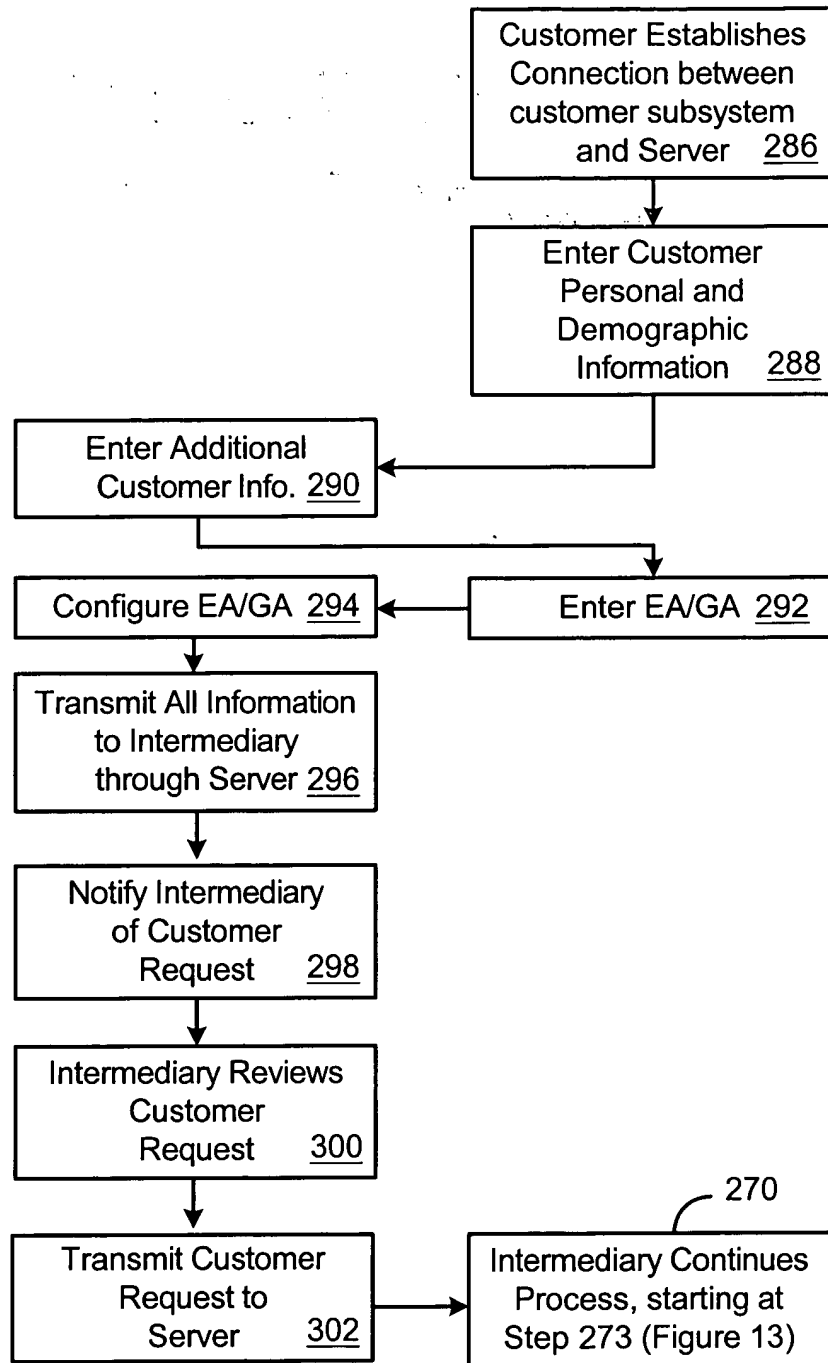 Customer Establishes
Connection between
customer subsystem
and Server 286
Enter Customer
Personal and
Demographic
Information 288
Enter Additional
Customer Info. 290
Enter EA/GA 292
Configure EA/GA 294
Transmit All Information
to Intermediary
through Server 296
Notify Intermediary
of Customer
Request 298
Intermediary Reviews
Customer
Request 300
Transmit Customer
Request to
Server 302
270
Intermediary Continues
Process, starting at
Step 273 (Figure 13)